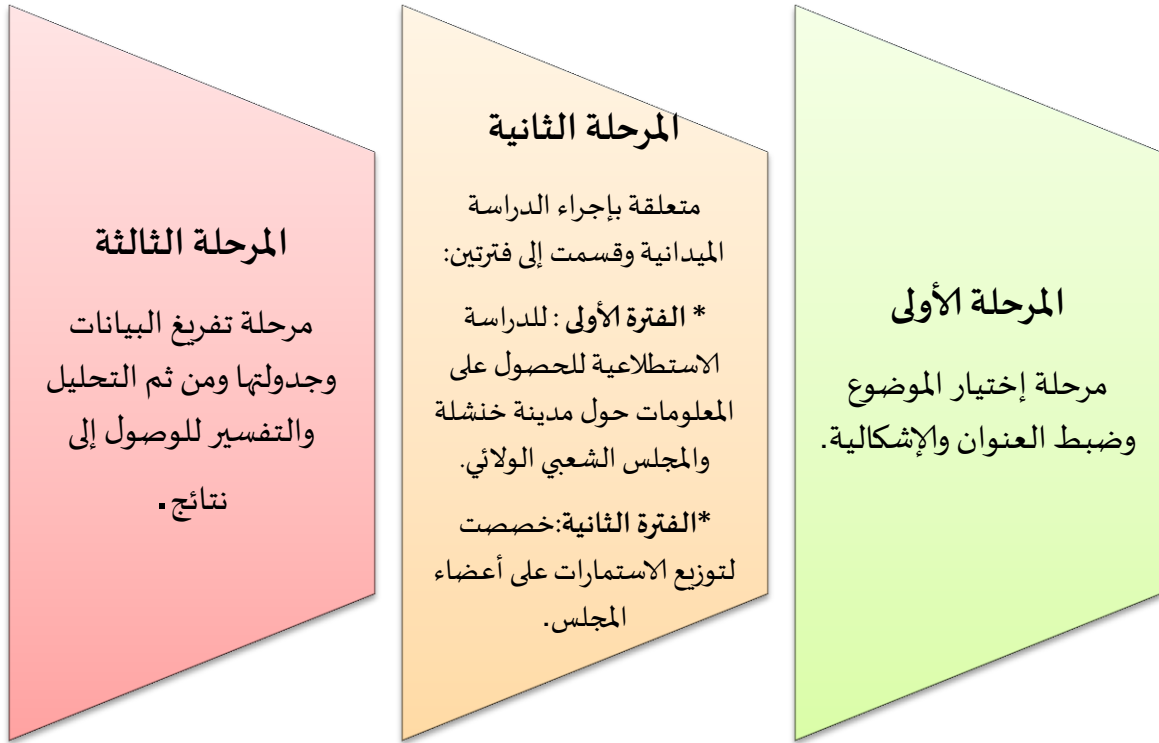 المرحلة الأولى
مرحلة إختيار الموضوع
وضبط العنوان والإشكالية.
المرحلة الثانية
متعلقة بإجراء الدراسة
الميدانية وقسمت إلى فترتين:
* الفترة الأولى : للدراسة
الاستطلاعية للحصول على
المعلومات حول مدينة خنشلة
والمجلس الشعبي الولائي.
*الفترة الثانية:خصصت
لتوزيع الاستمارات على أعضاء
المجلس.
المرحلة الثالثة
مرحلة تفريغ البيانات
وجدولتها ومن ثم التحليل
والتفسير للوصول إلى
نتائج.